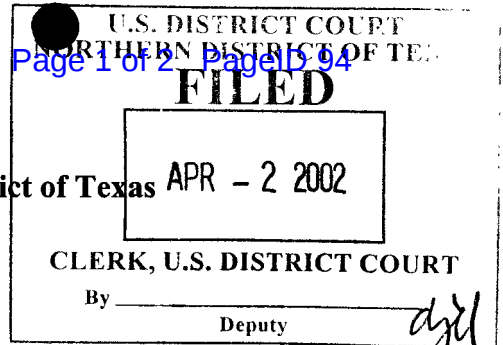 U.S. DISTRICT COURT
NORTHERN DISTRICT OF TE
Page 1 of 2 PageID 94
FILED
ict of Texas APR - 2 2002
CLERK, U.S. DISTRICT COURT
By
Deputy